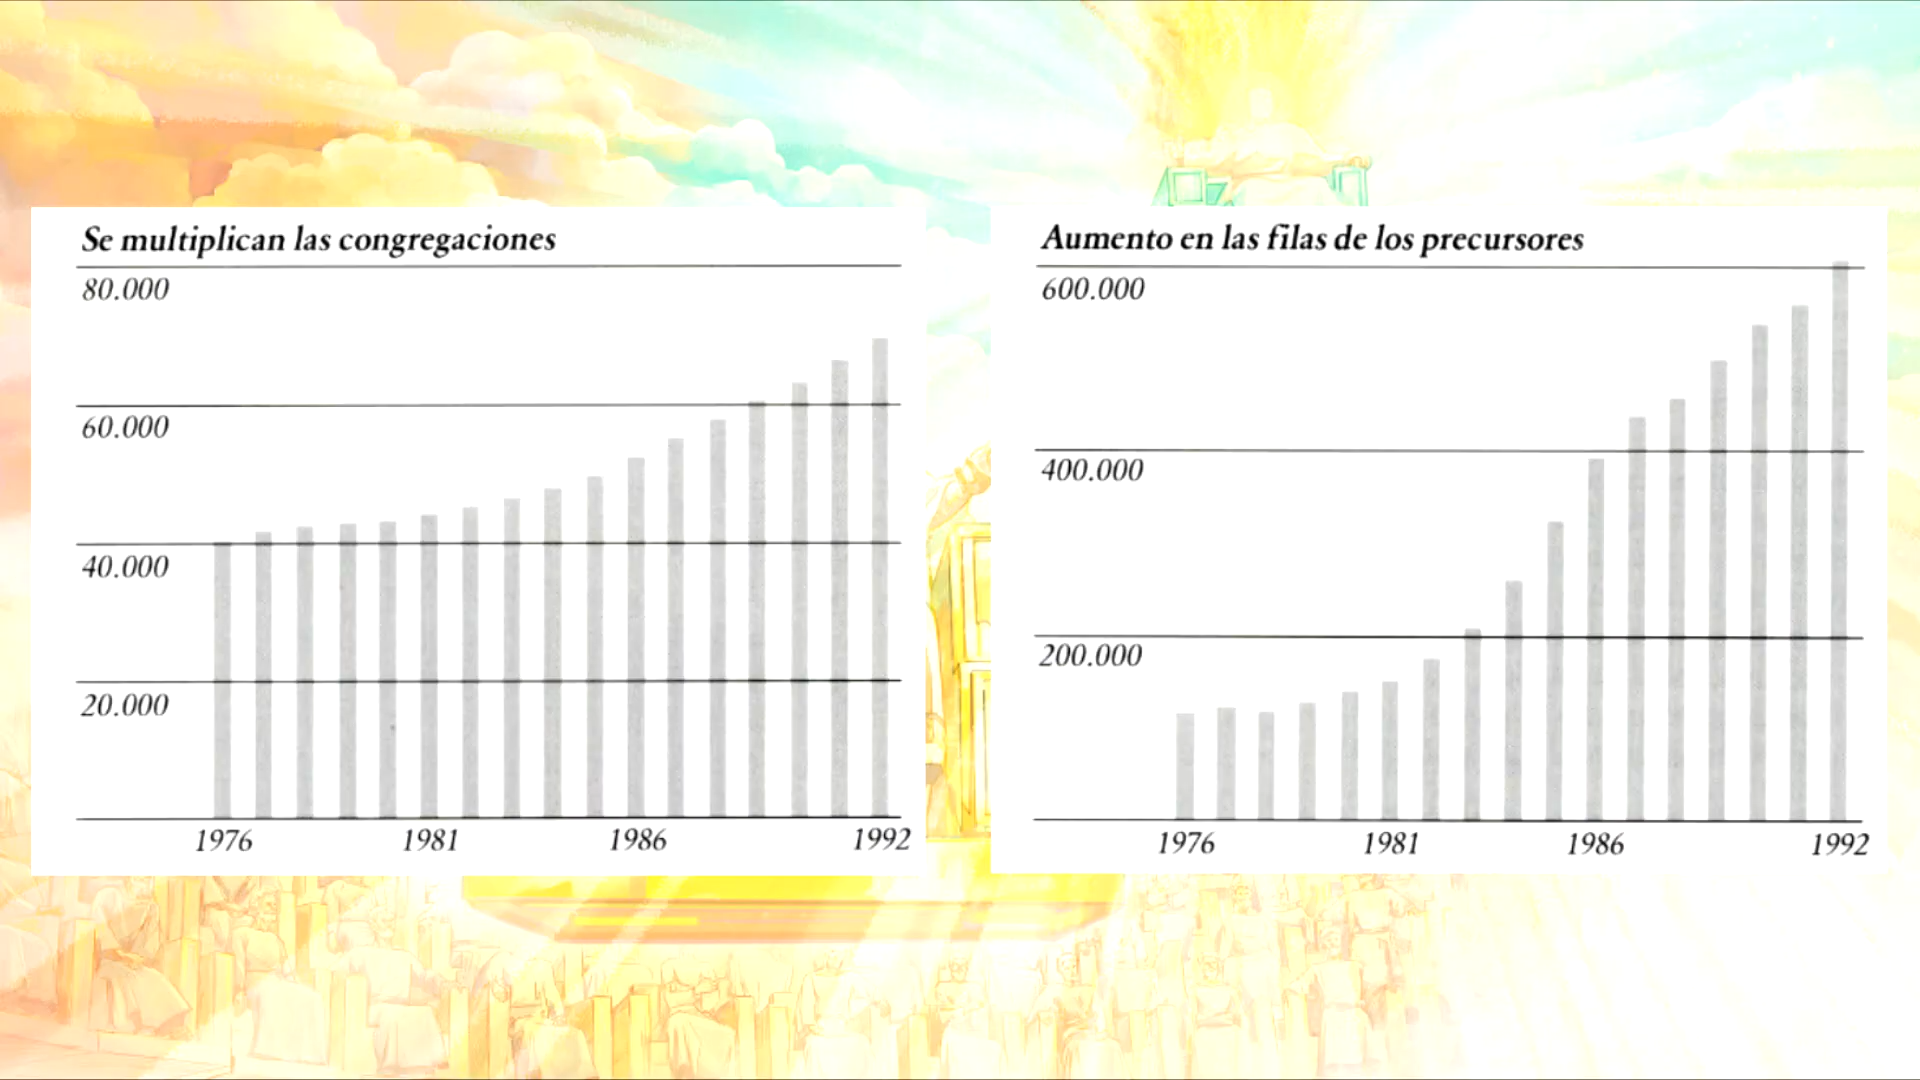 Se multiplican las congregaciones
80.000
60.000
40.000
20.000
1976 1981 1986 1992
Aumento en las filas de los precursores
600.000
400.000
200.000
1976 1981 1986 1992